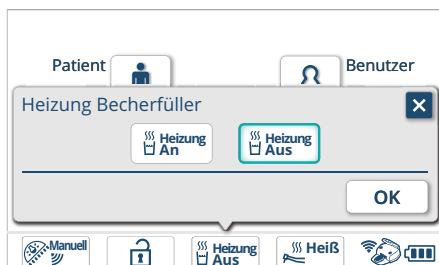 Patient
Benutzer
Heizung Becherfüller
Heizung
An
Heizung
Aus
OK
Manuell
Heizung
Aus
Heiß